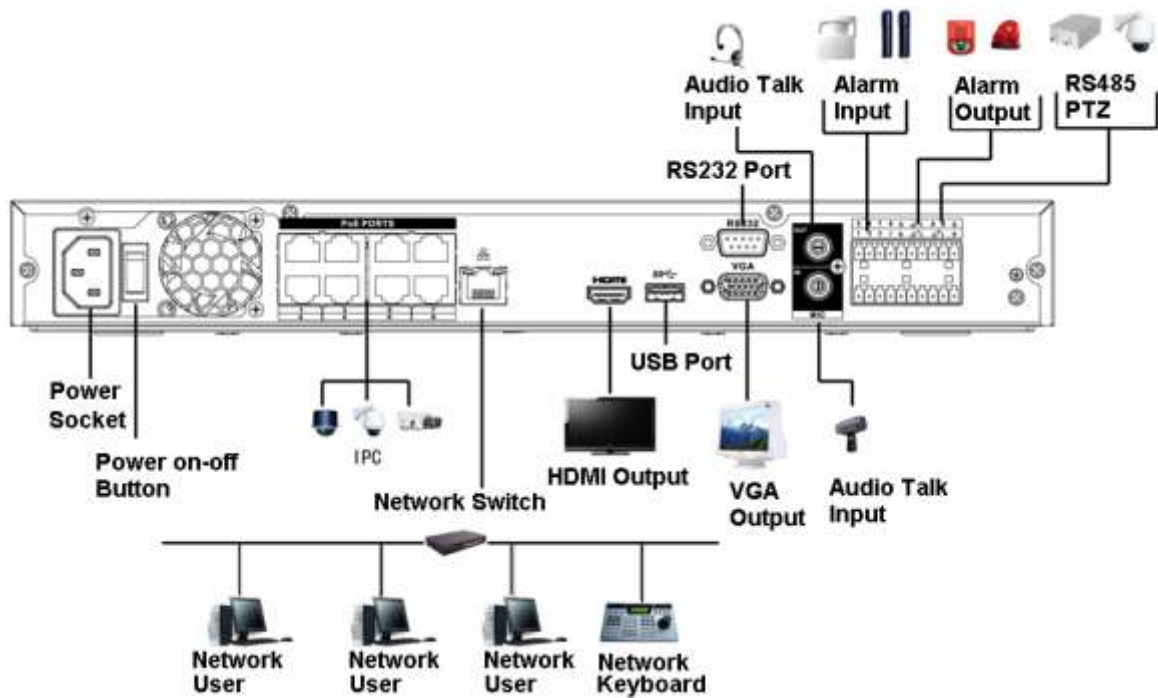 Audio Talk
Input
Alarm
Input
Alarm
Output
RS485
PTZ
RS232 Port
PoE PORTS
RS232
HDMI
VGA
MIC
USB Port
Power
Socket
Power on-off
Button
IPC
Network Switch
HDMI Output
VGA
Output
Audio Talk
Input
Network
User
Network
User
Network
User
Network
Keyboard